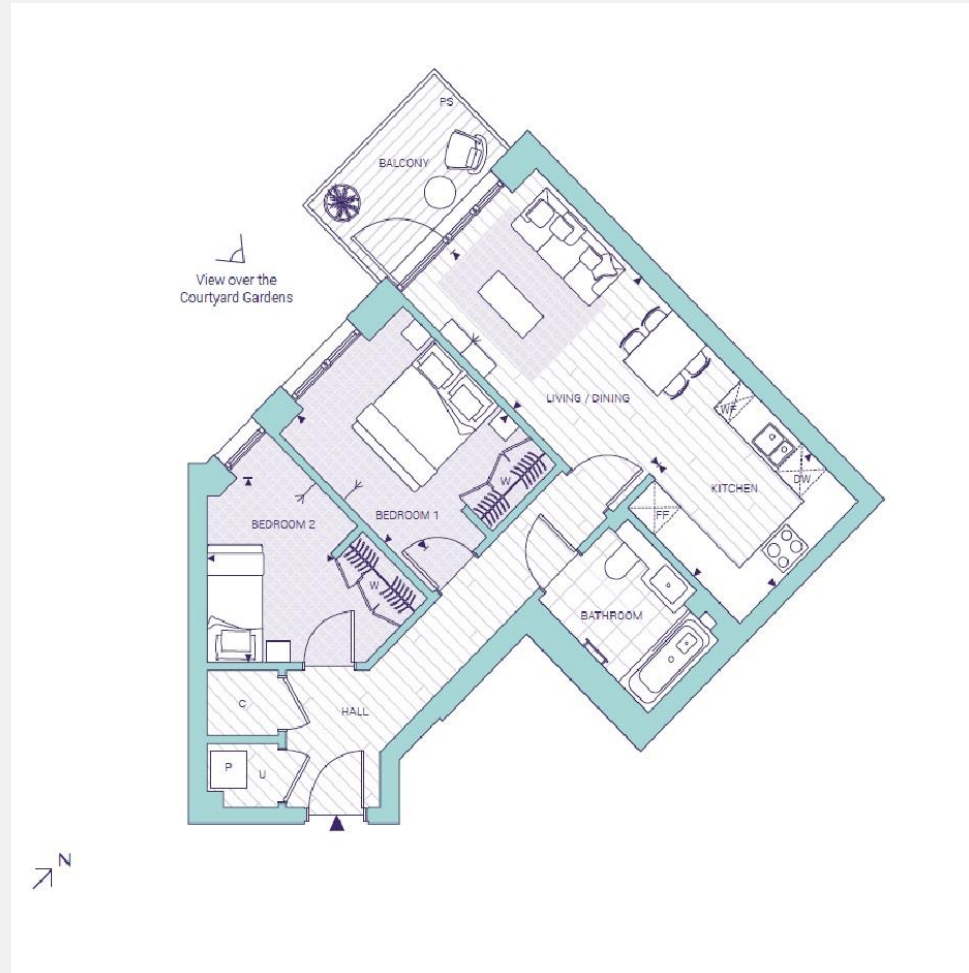 PS
BALCONY
View over the
Courtyard Gardens
LIVING / DINING
WF
DW
KITCHEN
W
FF
BEDROOM 1
BEDROOM 2
W
BATHROOM
C
HALL
P
U
N